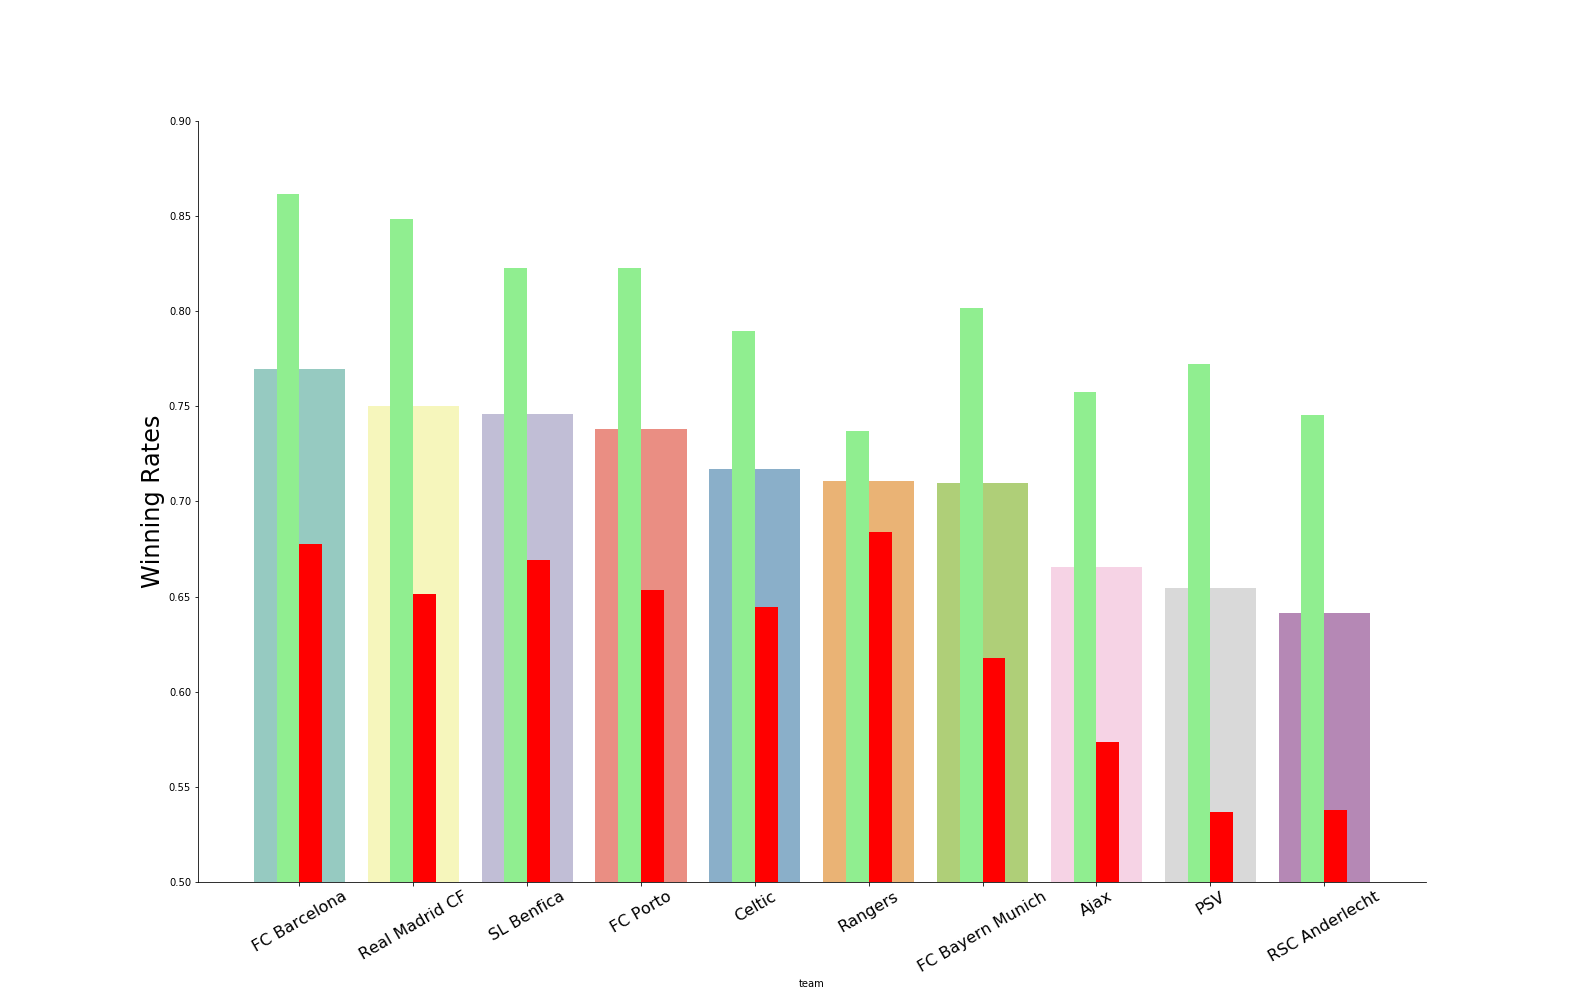 Winning Rates
0.90
0.85
0.80
0.75
0.70
0.65
0.60
0.55
0.50
FC Barcelona
Real Madrid CF
SL Benfica
FC Porto
Celtic
Rangers
FC Bayern Munich
Ajax
PSV
RSC Anderlecht
team